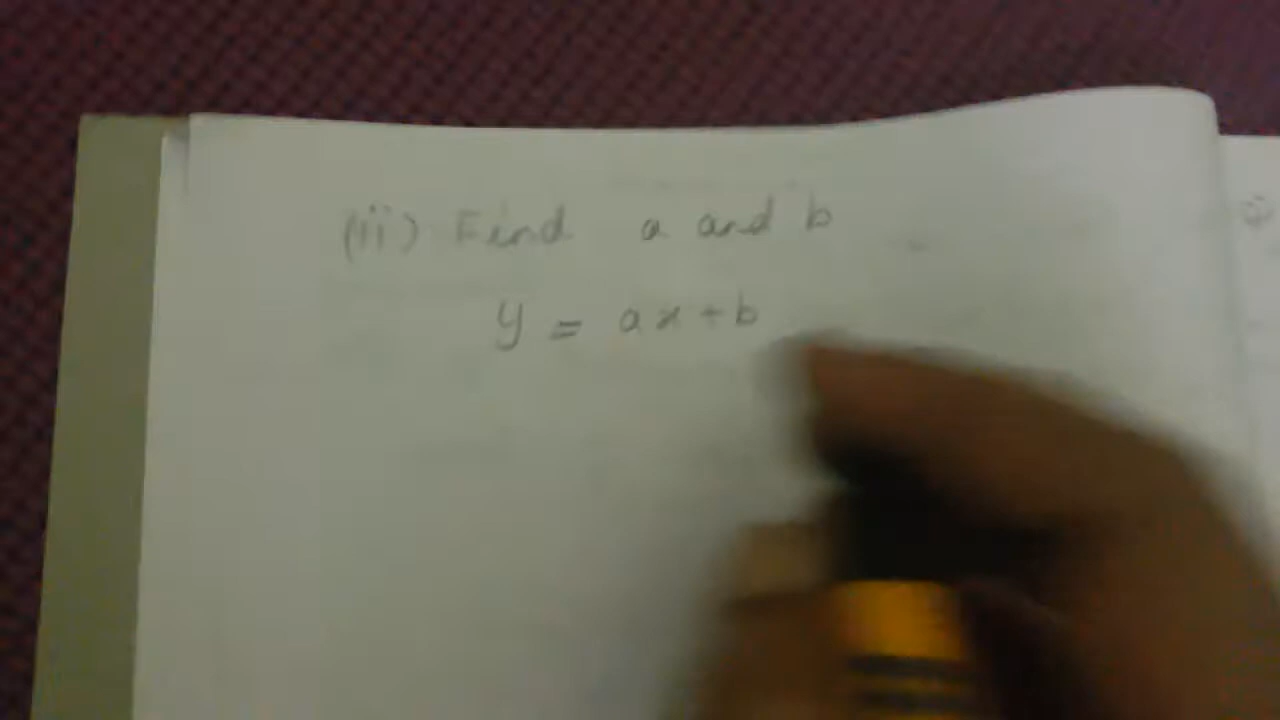 (ii) Find a and b
y = ax+b